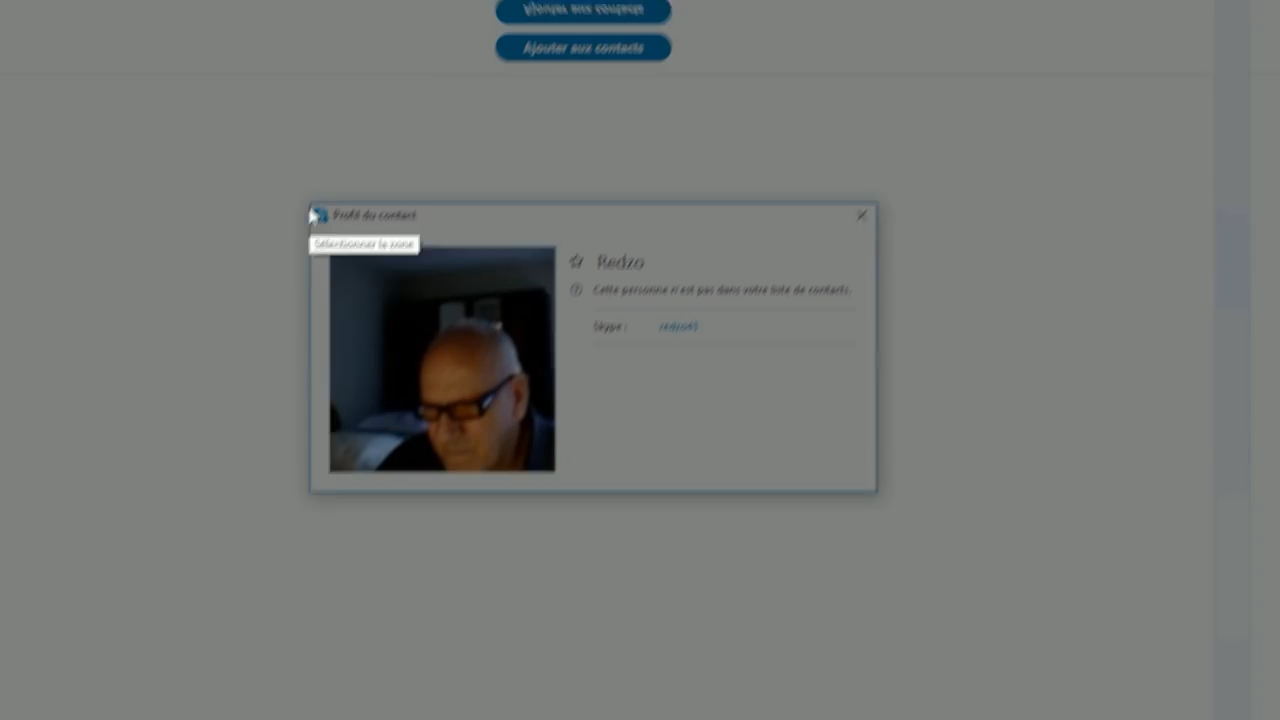 Ajouter aux contacts
Profil du contact
Sélectionner la zone
Redzo
Cette personne n'est pas dans votre liste de contacts.
Skype :